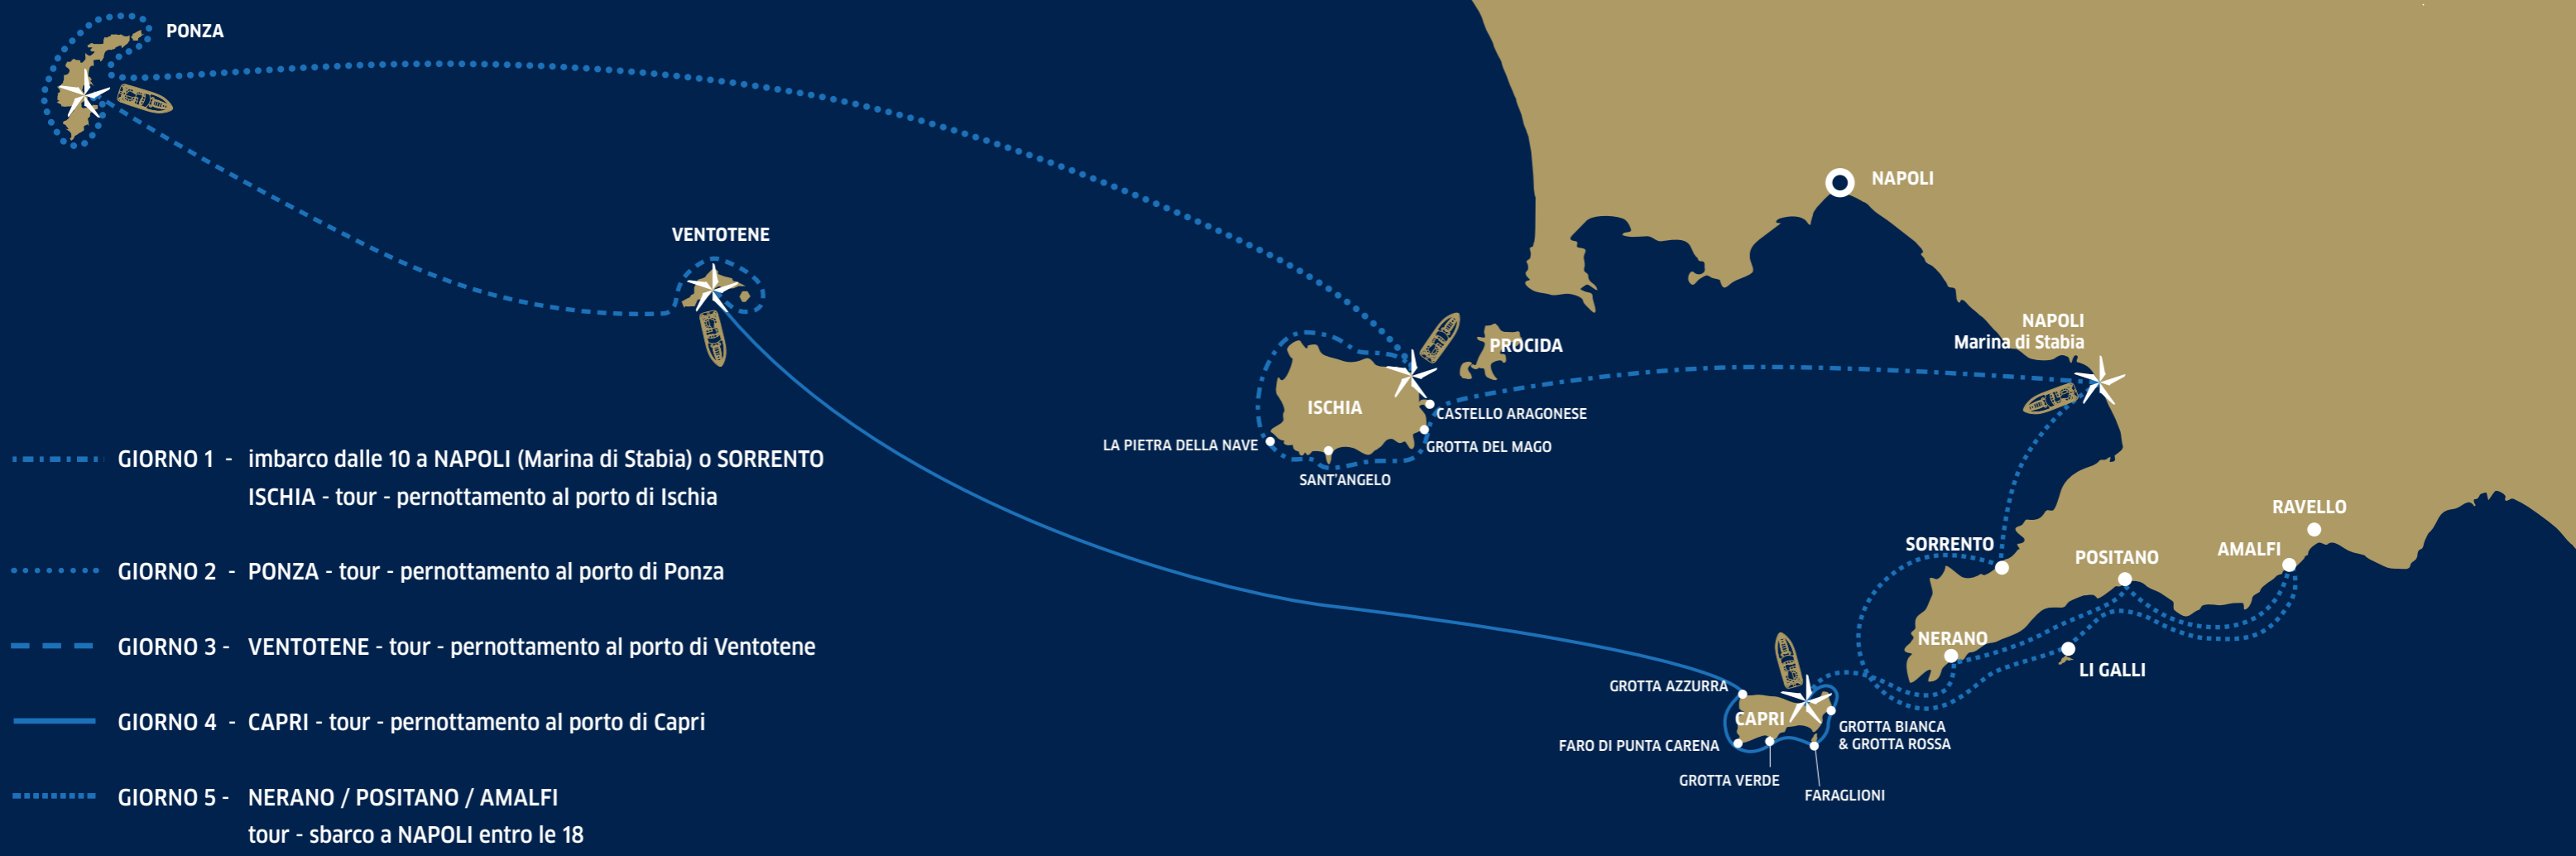 PONZA
VENTOTENE
NAPOLI
NAPOLI
Marina di Stabia
PROCIDA
ISCHIA
CASTELLO ARAGONESE
LA PIETRA DELLA NAVE
GROTTA DEL MAGO
SANT'ANGELO
RAVELLO
SORRENTO
AMALFI
POSITANO
NERANO
LI GALLI
GROTTA AZZURRA
CAPRI
GROTTA BIANCA
& GROTTA ROSSA
FARO DI PUNTA CARENA
GROTTA VERDE
FARAGLIONI
GIORNO 1 - imbarco dalle 10 a NAPOLI (Marina di Stabia) o SORRENTO
ISCHIA - tour - pernottamento al porto di Ischia
GIORNO 2 - PONZA - tour - pernottamento al porto di Ponza
GIORNO 3 - VENTOTENE - tour - pernottamento al porto di Ventotene
GIORNO 4 - CAPRI - tour - pernottamento al porto di Capri
GIORNO 5 - NERANO / POSITANO / AMALFI
tour - sbarco a NAPOLI entro le 18